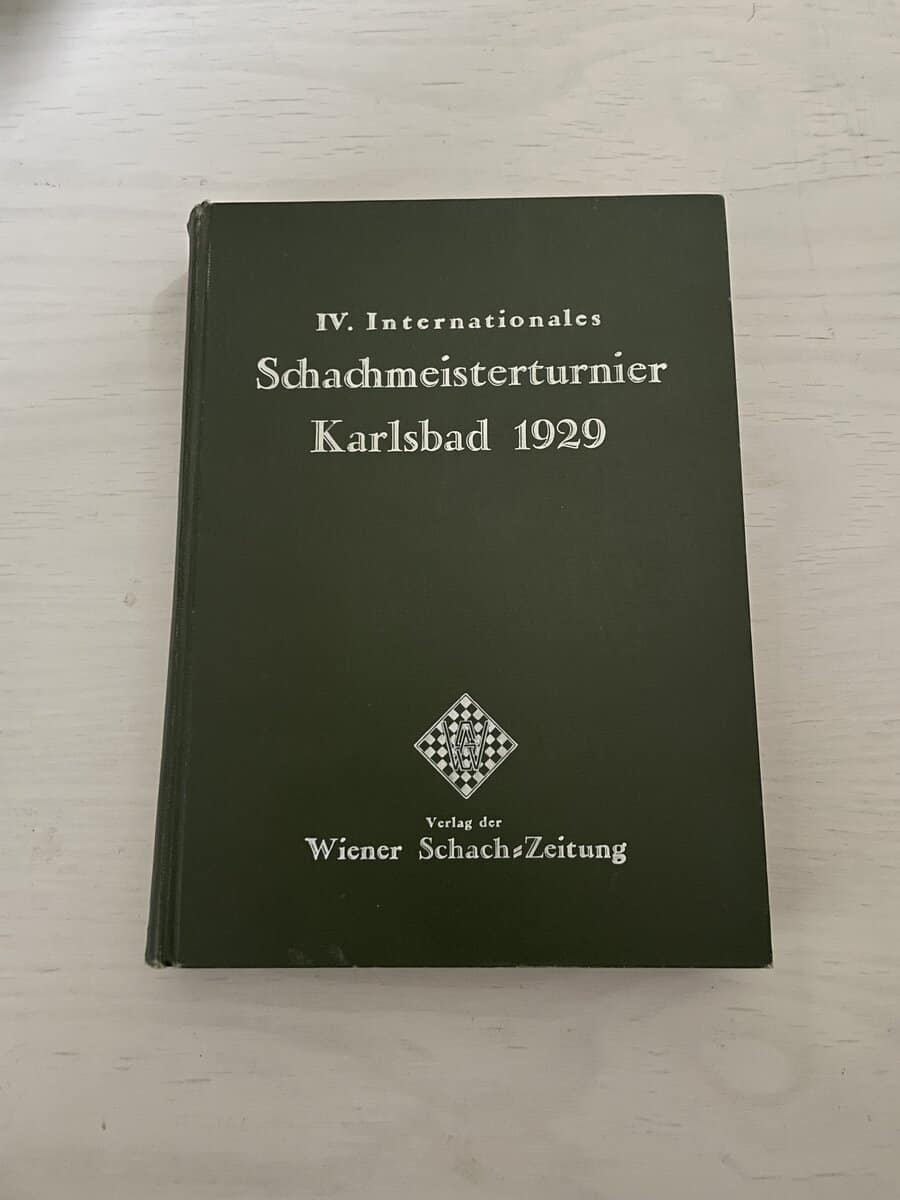 IV. Internationales
Schachmeisterturnier
Karlsbad 1929
Verlag der
Wiener Schach-Zeitung